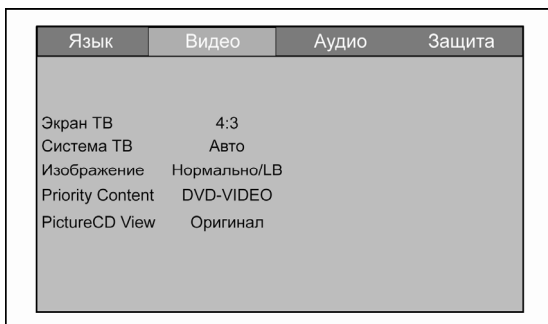 Язык Видео Аудио Защита
Экран ТВ 4:3
Система ТВ Авто
Изображение Нормально/LB
Priority Content DVD-VIDEO
PictureCD View Оригинал